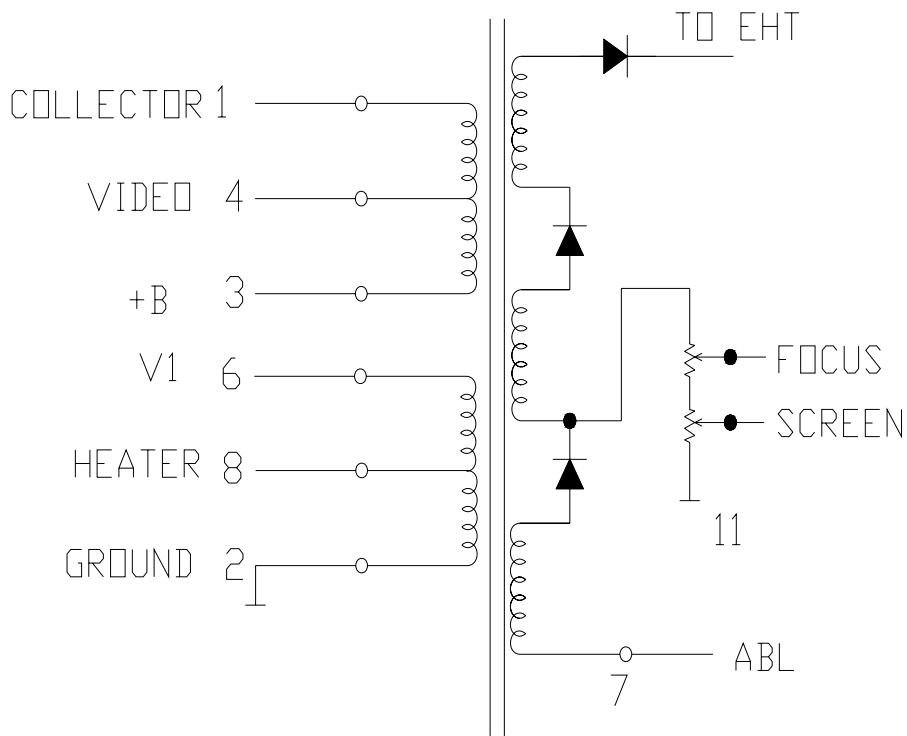 TO EHT
COLLECTOR 1
VIDEO 4
+B 3
V1 6
FOCUS
SCREEN
HEATER 8
11
GROUND 2
ABL
7